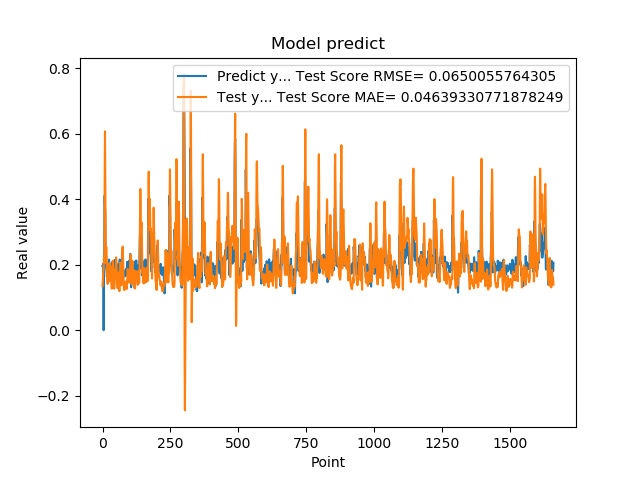 Model predict
Predict y... Test Score RMSE= 0.0650055764305
Test y... Test Score MAE= 0.04639330771878249
Real value
0.8
0.6
0.4
0.2
0.0
−0.2
0 250 500 750 1000 1250 1500
Point